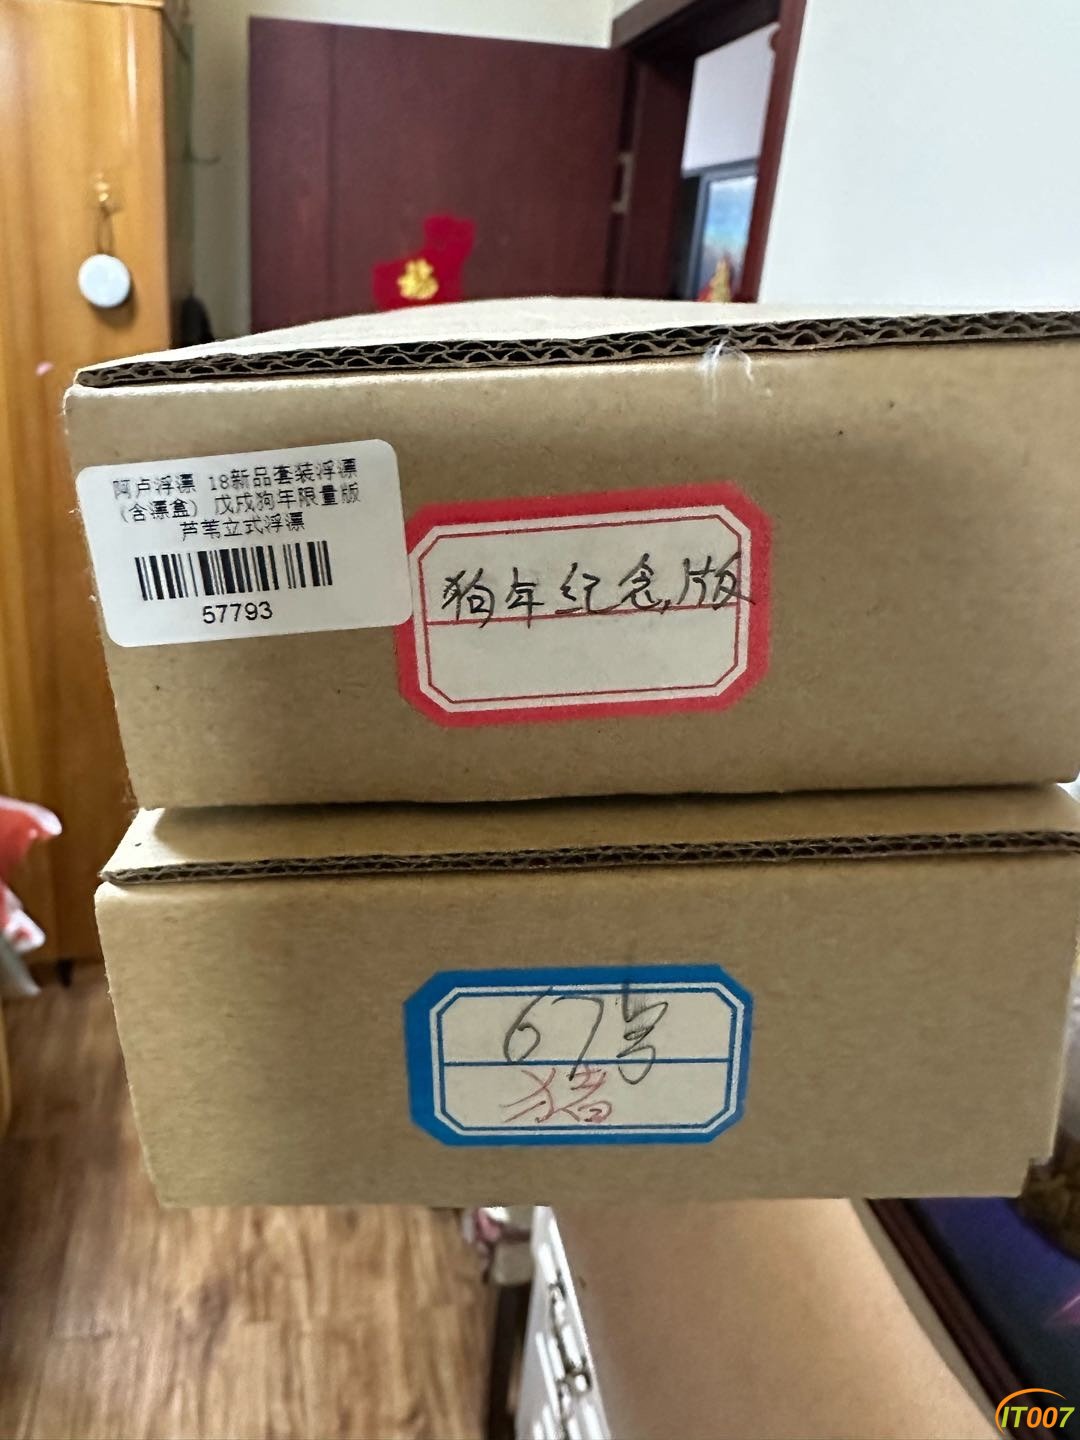 福
阿卢浮漂 18新品套装浮漂
(含漂盒) 戊戌狗年限量版
芦苇立式浮漂
57793
狗年纪念版
67号
猪
IT007